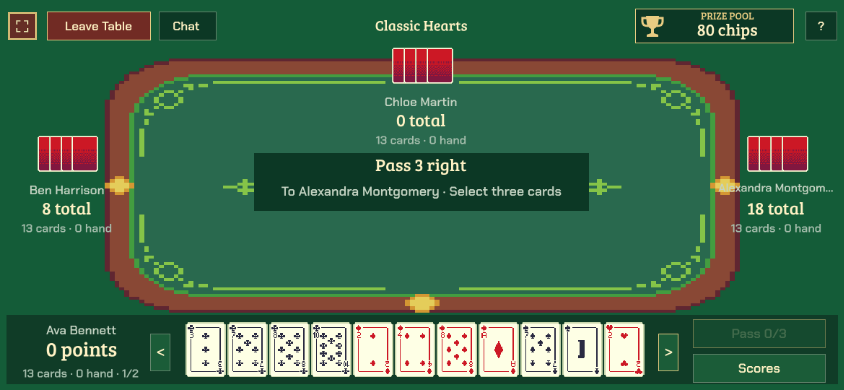 Leave Table
Chat
Classic Hearts
PRIZE POOL
80 chips
?
Chloe Martin
0 total
13 cards · 0 hand
Pass 3 right
To Alexandra Montgomery · Select three cards
Ben Harrison
8 total
13 cards · 0 hand
Alexandra Montgom...
18 total
13 cards · 0 hand
Ava Bennett
0 points
13 cards · 0 hand · 1/2
<
>
Pass 0/3
Scores